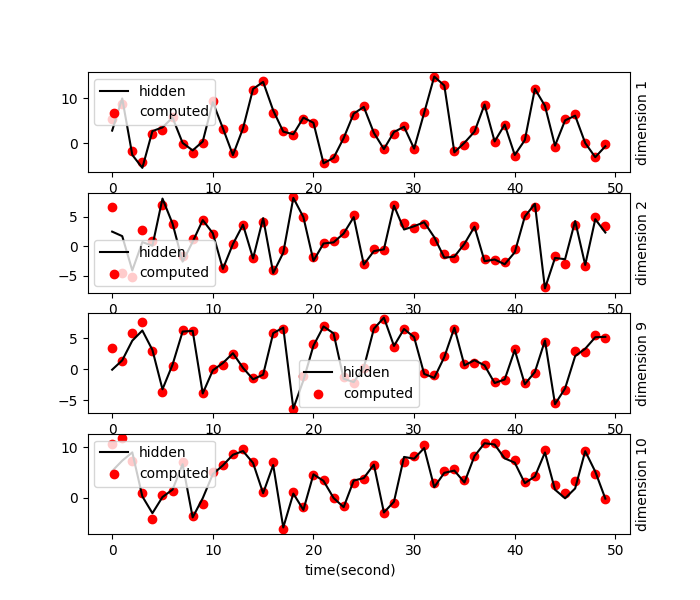 hidden
computed
10
0
dimension 1
0 10 20 30 40 50
5
0
−5
hidden
computed
dimension 2
0 10 20 30 40 50
5
0
−5
hidden
computed
dimension 9
0 10 20 30 40 50
10
0
hidden
computed
dimension 10
0 10 20 30 40 50
time(second)